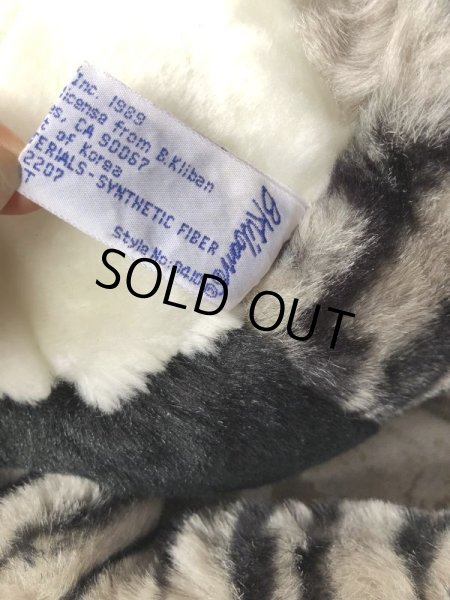 Inc. 1989
license from B.Kliban
CA 90067
of Korea
ERIALS-SYNTHETIC FIBER
2207
Style No:
B Kliban
SOLD OUT